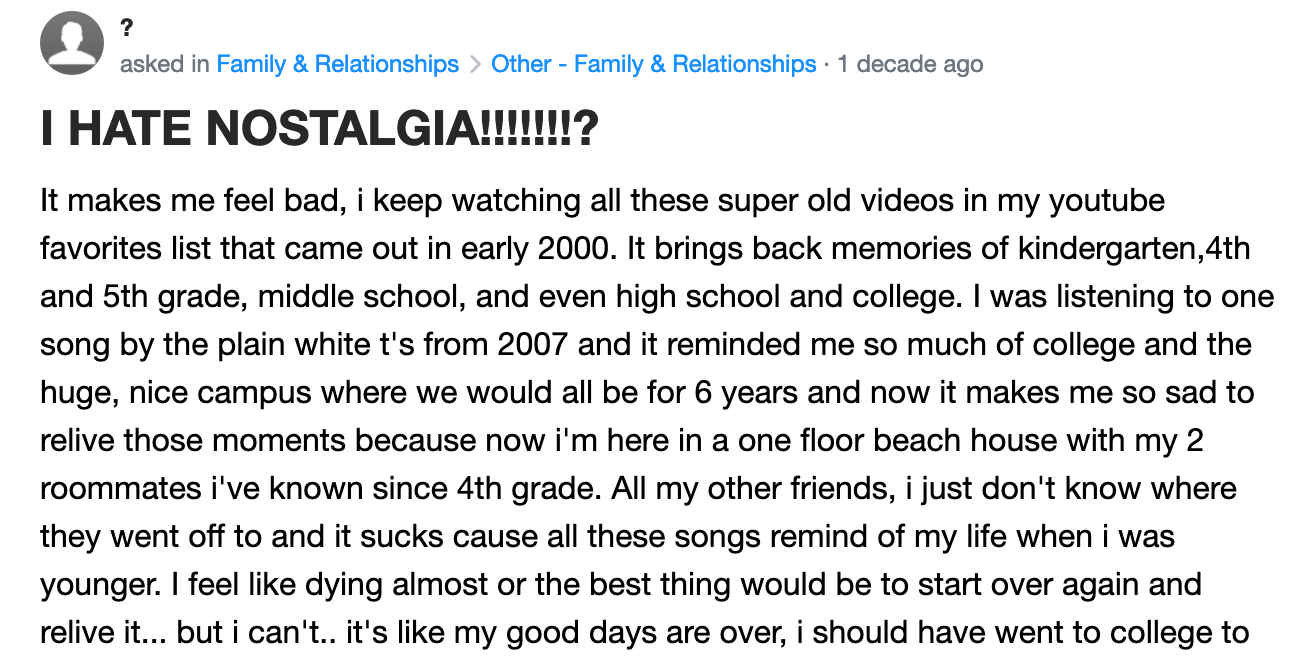 ?
asked in Family & Relationships > Other - Family & Relationships · 1 decade ago
I HATE NOSTALGIA!!!!!!!?
It makes me feel bad, i keep watching all these super old videos in my youtube
favorites list that came out in early 2000. It brings back memories of kindergarten,4th
and 5th grade, middle school, and even high school and college. I was listening to one
song by the plain white t's from 2007 and it reminded me so much of college and the
huge, nice campus where we would all be for 6 years and now it makes me so sad to
relive those moments because now i'm here in a one floor beach house with my 2
roommates i've known since 4th grade. All my other friends, i just don't know where
they went off to and it sucks cause all these songs remind of my life when i was
younger. I feel like dying almost or the best thing would be to start over again and
relive it... but i can't.. it's like my good days are over, i should have went to college to